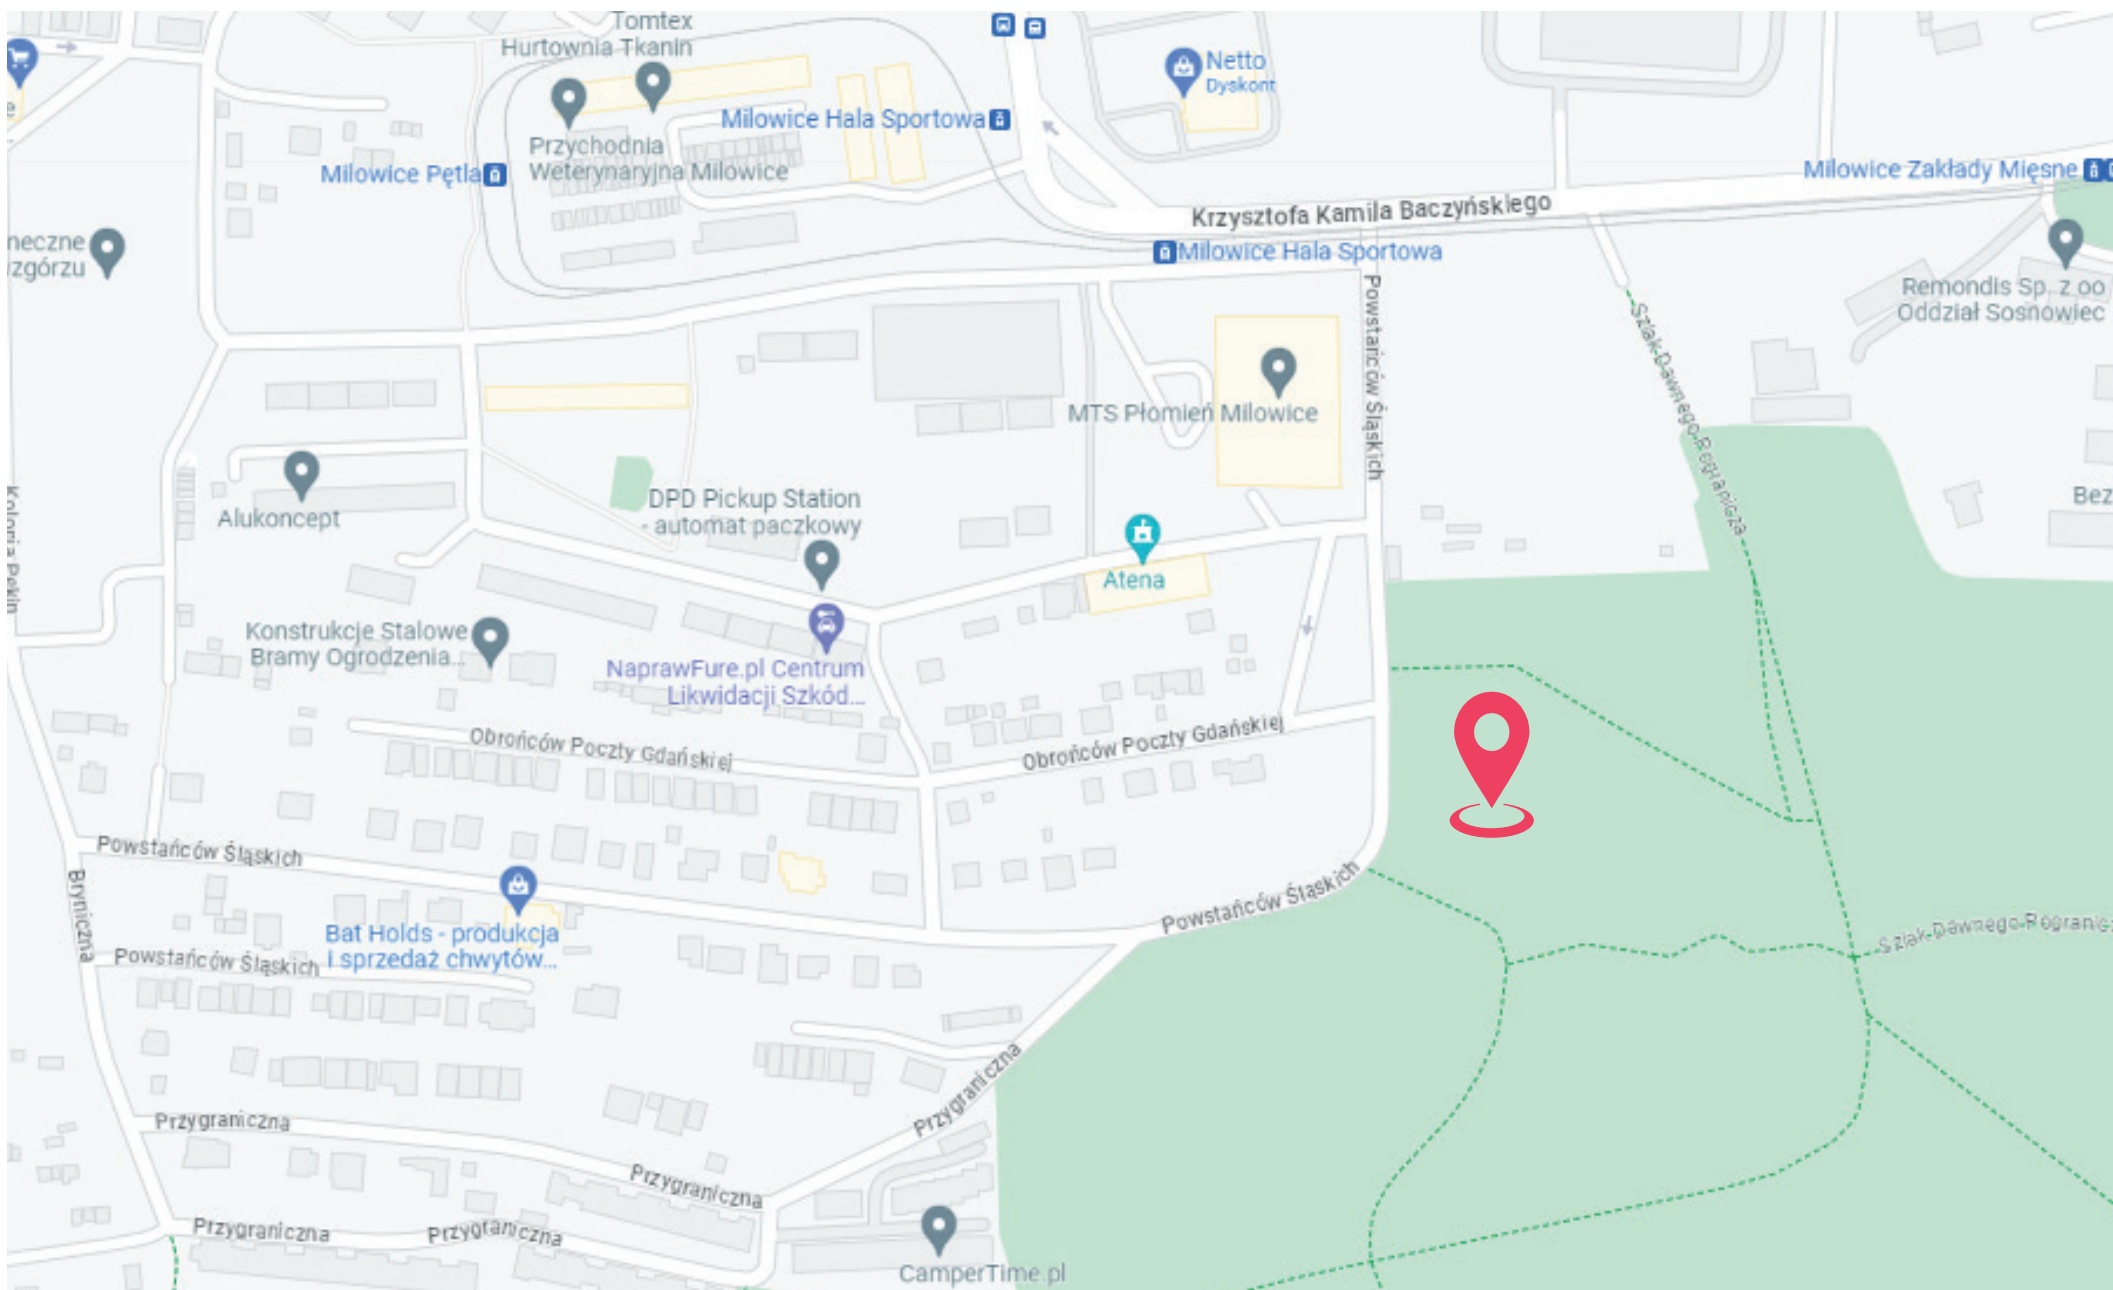 Tomtex
Hurtownia Tkanin
Netto
Dyskont
Milowice Hala Sportowa
Przychodnia
Weterynaryjna Milowice
Milowice Pętla
Milowice Zakłady Mięsne
Krzysztofa Kamila Baczyńskiego
Milowice Hala Sportowa
neczne
zgórzu
Remondis Sp. z oo
Oddział Sosnowiec
Powstańców Śląskich
Szlak Dawnego Pogranicza
MTS Płomień Milowice
DPD Pickup Station
- automat paczkowy
Alukoncept
Bez
Kolonia Pekin
Atena
Konstrukcje Stalowe
Bramy Ogrodzenia...
NaprawFure.pl Centrum
Likwidacji Szkód...
Obrońców Poczty Gdańskiej
Obrońców Poczty Gdańskiej
Powstańców Śląskich
Bryniczna
Powstańców Śląskich
Bat Holds - produkcja
i sprzedaż chwytów...
Powstańców Śląskich
Szlak Dawnego Pogranicz
Przygraniczna
Przygraniczna
Przygraniczna
Przygraniczna
Przygraniczna
CamperTime.pl